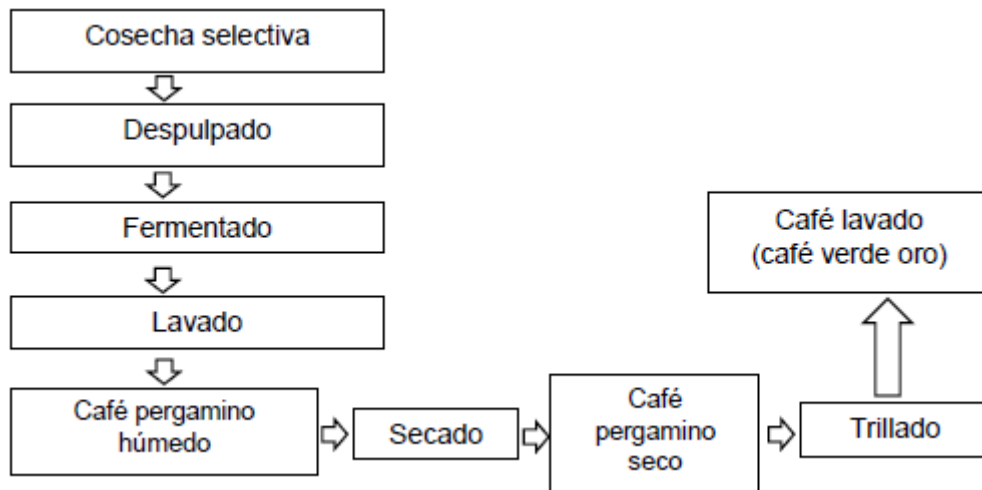 Cosecha selectiva
Despulpado
Fermentado
Lavado
Café pergamino
húmedo
Secado
Café
pergamino
seco
Trillado
Café lavado
(café verde oro)